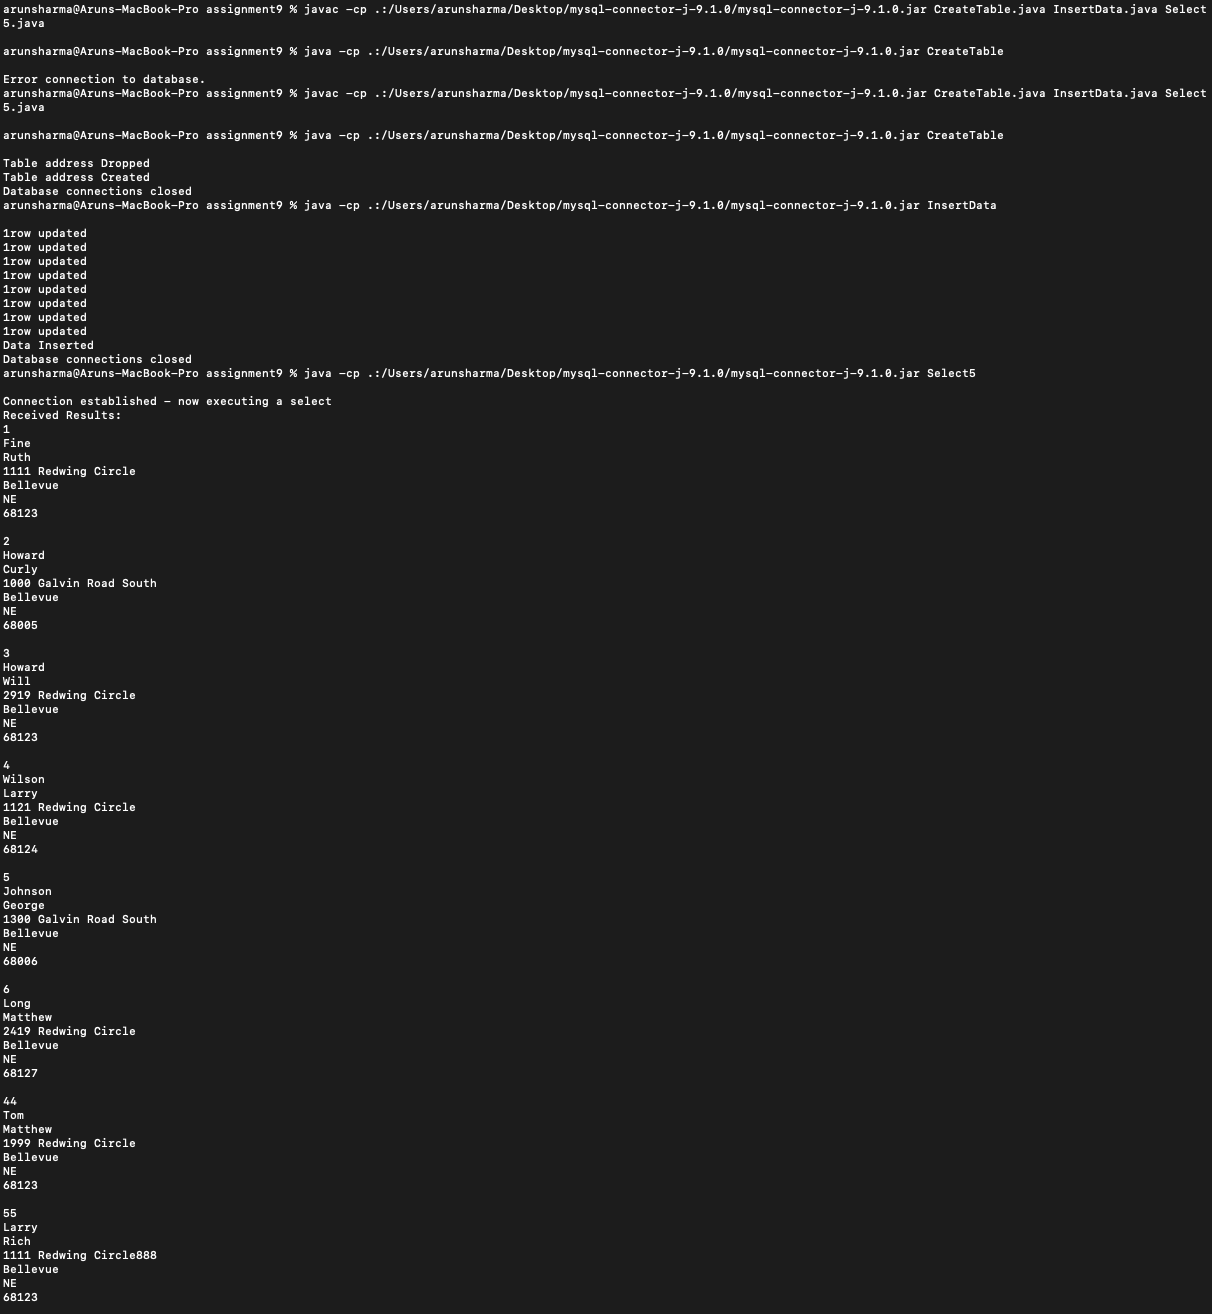 arunsharma@Aruns-MacBook-Pro assignment9 % javac -cp .:/Users/arunsharma/Desktop/mysql-connector-j-9.1.0/mysql-connector-j-9.1.0.jar CreateTable.java InsertData.java Select
5.java
arunsharma@Aruns-MacBook-Pro assignment9 % java -cp .:/Users/arunsharma/Desktop/mysql-connector-j-9.1.0/mysql-connector-j-9.1.0.jar CreateTable
Error connection to database.
arunsharma@Aruns-MacBook-Pro assignment9 % javac -cp .:/Users/arunsharma/Desktop/mysql-connector-j-9.1.0/mysql-connector-j-9.1.0.jar CreateTable.java InsertData.java Select
5.java
arunsharma@Aruns-MacBook-Pro assignment9 % java -cp .:/Users/arunsharma/Desktop/mysql-connector-j-9.1.0/mysql-connector-j-9.1.0.jar CreateTable
Table address Dropped
Table address Created
Database connections closed
arunsharma@Aruns-MacBook-Pro assignment9 % java -cp .:/Users/arunsharma/Desktop/mysql-connector-j-9.1.0/mysql-connector-j-9.1.0.jar InsertData
1row updated
1row updated
1row updated
1row updated
1row updated
1row updated
1row updated
1row updated
Data Inserted
Database connections closed
arunsharma@Aruns-MacBook-Pro assignment9 % java -cp .:/Users/arunsharma/Desktop/mysql-connector-j-9.1.0/mysql-connector-j-9.1.0.jar Select5
Connection established - now executing a select
Received Results:
1
Fine
Ruth
1111 Redwing Circle
Bellevue
NE
68123
2
Howard
Curly
1000 Galvin Road South
Bellevue
NE
68005
3
Howard
Will
2919 Redwing Circle
Bellevue
NE
68123
4
Wilson
Larry
1121 Redwing Circle
Bellevue
NE
68124
5
Johnson
George
1300 Galvin Road South
Bellevue
NE
68006
6
Long
Matthew
2419 Redwing Circle
Bellevue
NE
68127
44
Tom
Matthew
1999 Redwing Circle
Bellevue
NE
68123
55
Larry
Rich
1111 Redwing Circle888
Bellevue
NE
68123